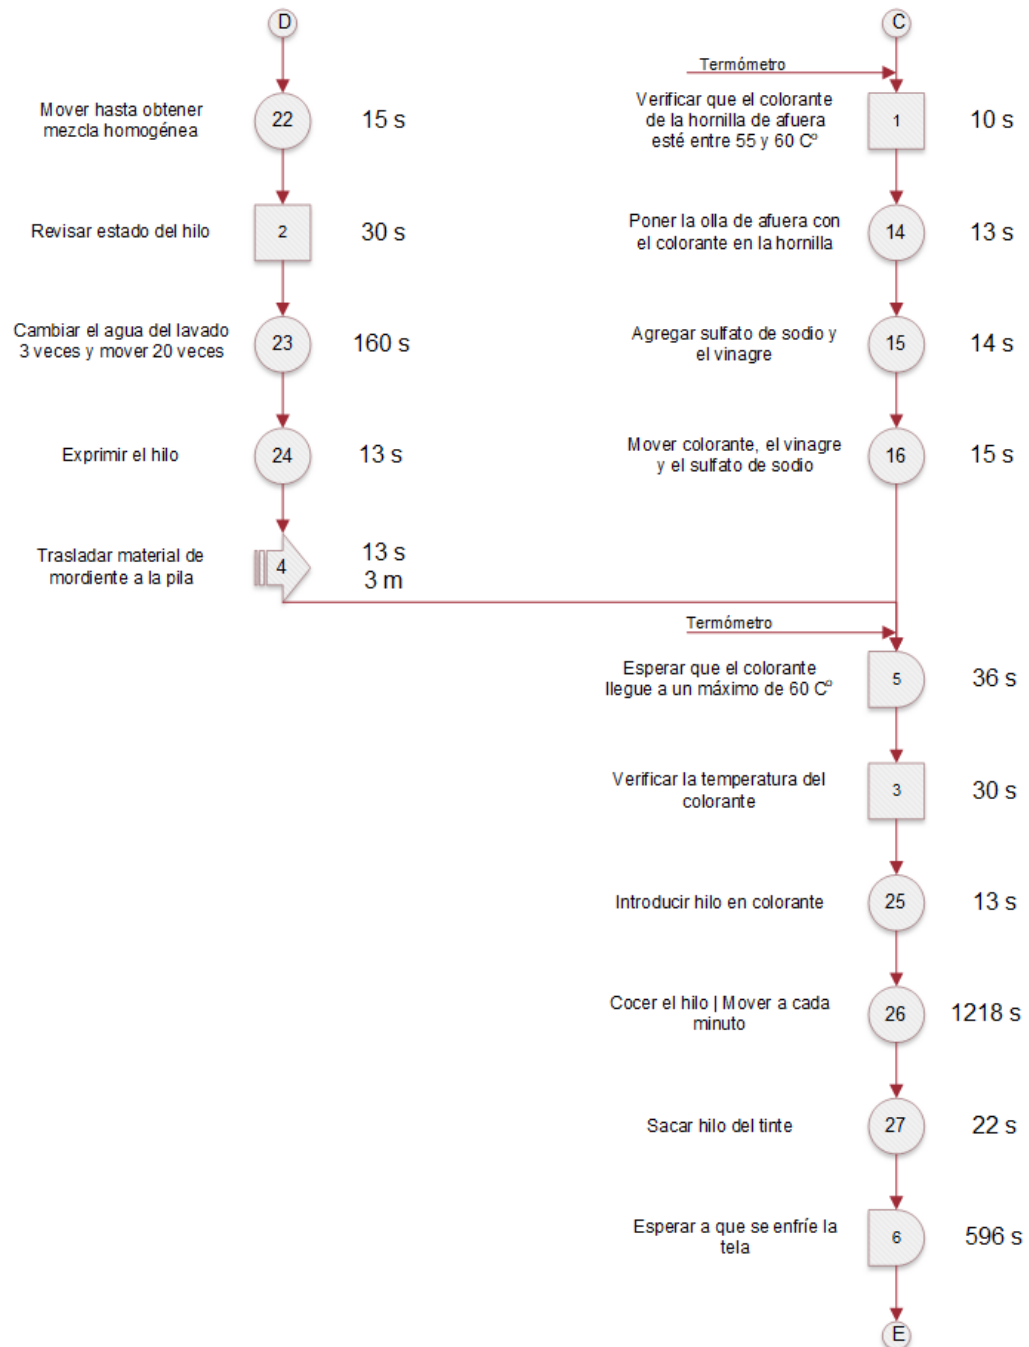 D
Mover hasta obtener
mezcla homogénea
22
15 s
Revisar estado del hilo
2
30 s
Cambiar el agua del lavado
3 veces y mover 20 veces
23
160 s
Exprimir el hilo
24
13 s
Trasladar material de
mordiente a la pila
4
13 s
3 m
C
Termómetro
Verificar que el colorante
de la hornilla de afuera
esté entre 55 y 60 Cº
1
10 s
Poner la olla de afuera con
el colorante en la hornilla
14
13 s
Agregar sulfato de sodio y
el vinagre
15
14 s
Mover colorante, el vinagre
y el sulfato de sodio
16
15 s
Termómetro
Esperar que el colorante
llegue a un máximo de 60 Cº
5
36 s
Verificar la temperatura del
colorante
3
30 s
Introducir hilo en colorante
25
13 s
Cocer el hilo | Mover a cada
minuto
26
1218 s
Sacar hilo del tinte
27
22 s
Esperar a que se enfríe la
tela
6
596 s
E